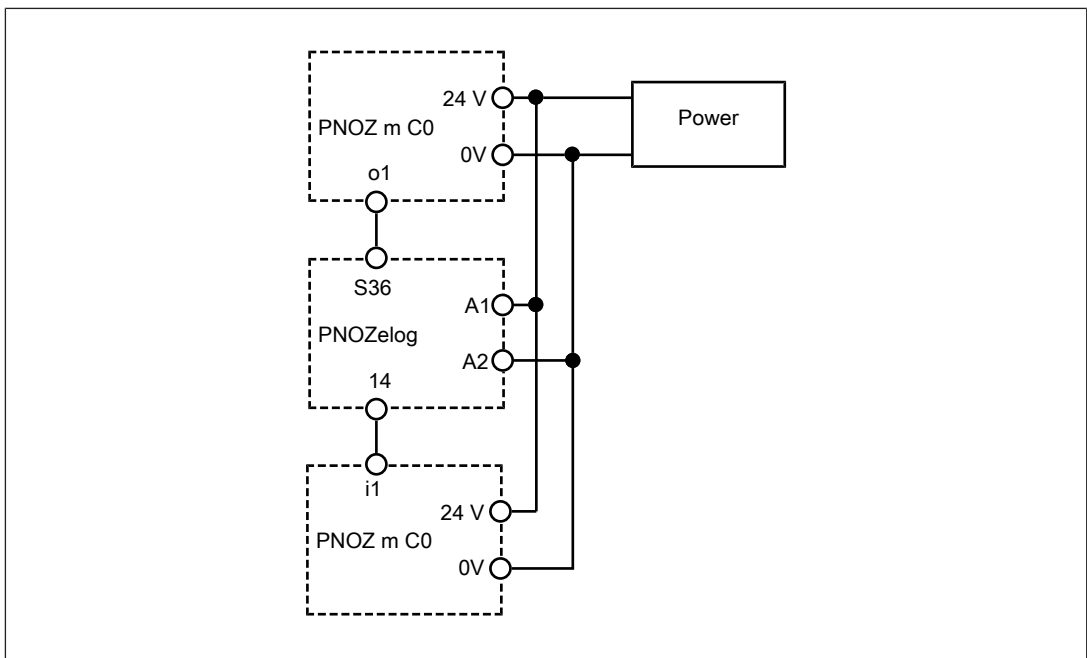 24 V
Power
PNOZ m C0
0V
o1
S36
A1
PNOZelog
A2
14
i1
24 V
PNOZ m C0
0V